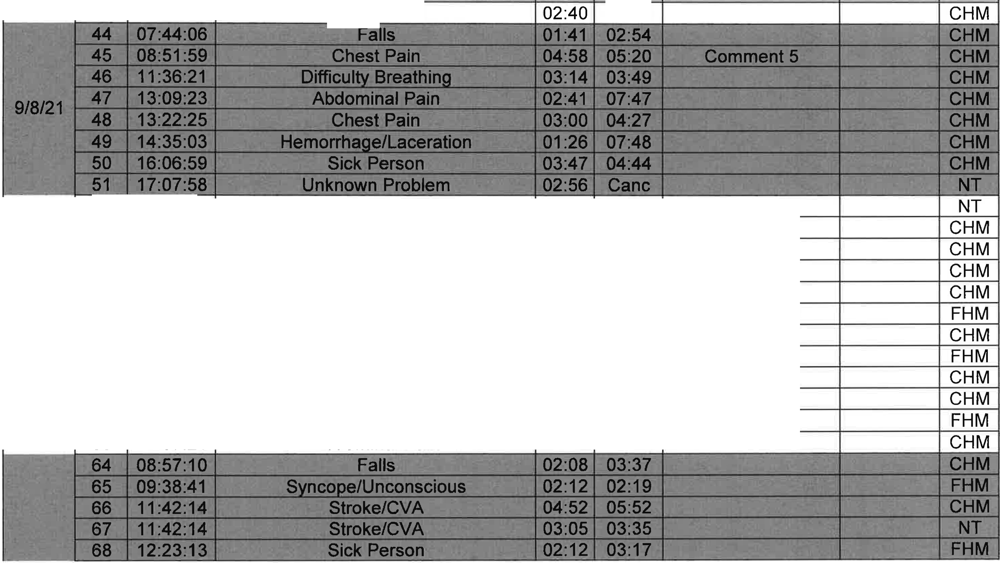 02:40 CHM
44 07:44:06 Falls 01:41 02:54 CHM
45 08:51:59 Chest Pain 04:58 05:20 Comment 5 CHM
46 11:36:21 Difficulty Breathing 03:14 03:49 CHM
47 13:09:23 Abdominal Pain 02:41 07:47 CHM
9/8/21
48 13:22:25 Chest Pain 03:00 04:27 CHM
49 14:35:03 Hemorrhage/Laceration 01:26 07:48 CHM
50 16:06:59 Sick Person 03:47 04:44 CHM
51 17:07:58 Unknown Problem 02:56 Canc NT
NT
CHM
CHM
CHM
CHM
FHM
CHM
FHM
CHM
CHM
FHM
CHM
64 08:57:10 Falls 02:08 03:37 CHM
65 09:38:41 Syncope/Unconscious 02:12 02:19 FHM
66 11:42:14 Stroke/CVA 04:52 05:52 CHM
67 11:42:14 Stroke/CVA 03:05 03:35 NT
68 12:23:13 Sick Person 02:12 03:17 FHM